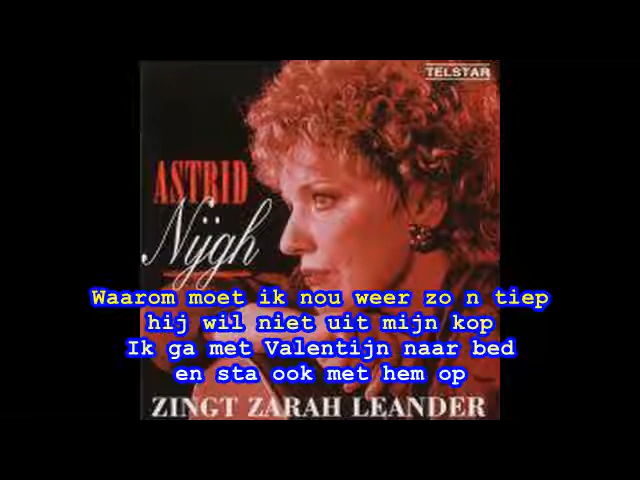 TELSTAR
ASTRID
Nÿgh
Waarom moet ik nou weer zo n tiep
hij wil niet uit mijn kop
Ik ga met Valentijn naar bed
en sta ook met hem op
ZINGT ZARAH LEANDER